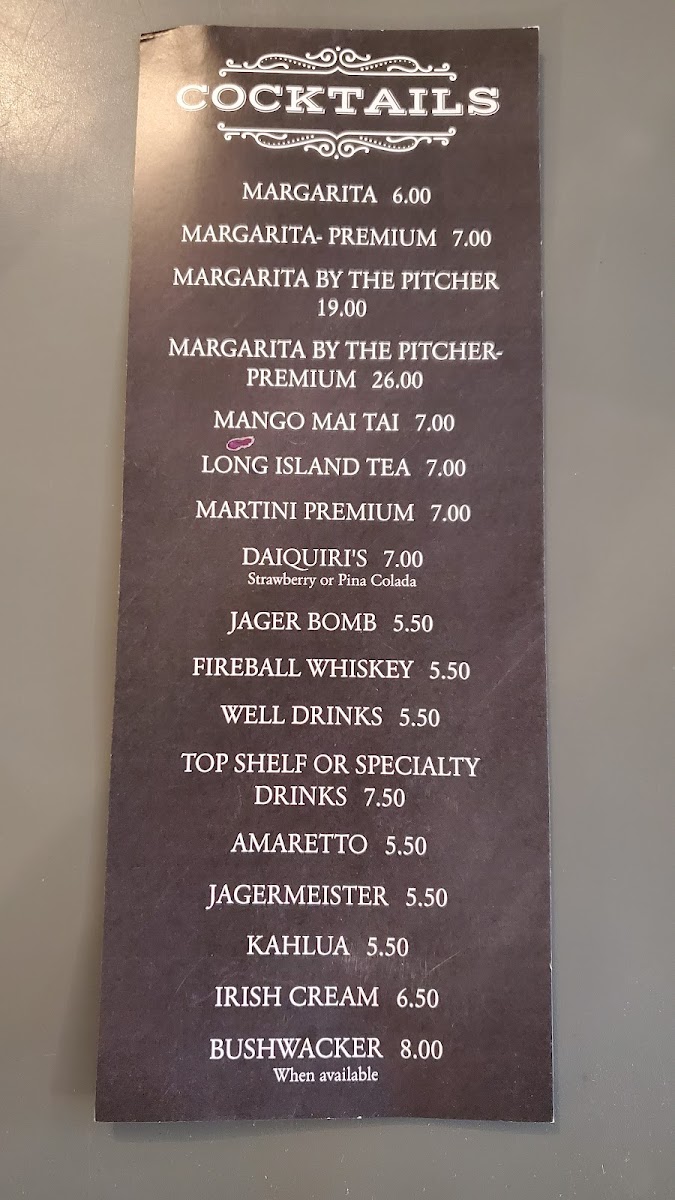 COCKTAILS
MARGARITA 6.00
MARGARITA- PREMIUM 7.00
MARGARITA BY THE PITCHER
19.00
MARGARITA BY THE PITCHER-
PREMIUM 26.00
MANGO MAI TAI 7.00
LONG ISLAND TEA 7.00
MARTINI PREMIUM 7.00
DAIQUIRI'S 7.00
Strawberry or Pina Colada
JAGER BOMB 5.50
FIREBALL WHISKEY 5.50
WELL DRINKS 5.50
TOP SHELF OR SPECIALTY
DRINKS 7.50
AMARETTO 5.50
JAGERMEISTER 5.50
KAHLUA 5.50
IRISH CREAM 6.50
BUSHWACKER 8.00
When available